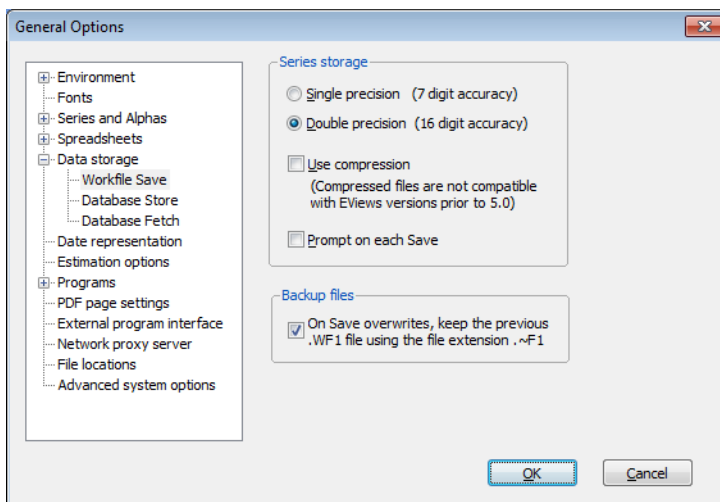 General Options
Environment
Fonts
Series and Alphas
Spreadsheets
Data storage
Workfile Save
Database Store
Database Fetch
Date representation
Estimation options
Programs
PDF page settings
External program interface
Network proxy server
File locations
Advanced system options
Series storage
Single precision (7 digit accuracy)
Double precision (16 digit accuracy)
Use compression
(Compressed files are not compatible
with EViews versions prior to 5.0)
Prompt on each Save
Backup files
On Save overwrites, keep the previous
.WF1 file using the file extension .~F1
OK
Cancel